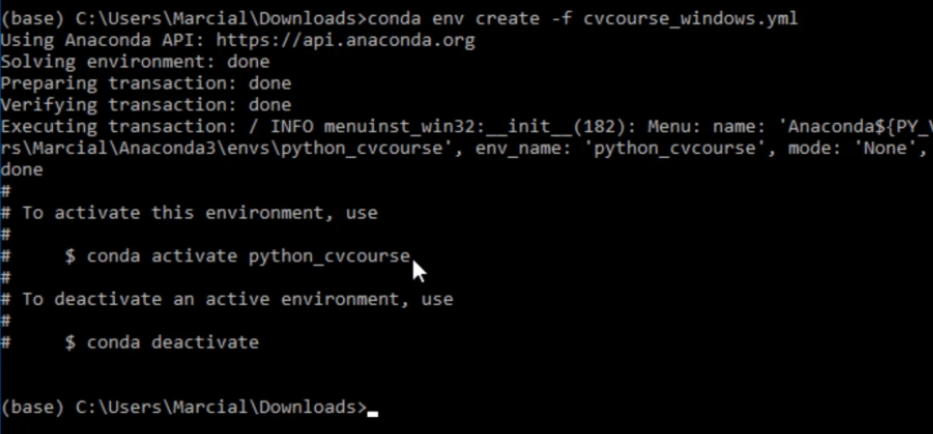 (base) C:\Users\Marcial\Downloads>conda env create -f cvcourse_windows.yml
Using Anaconda API: https://api.anaconda.org
Solving environment: done
Preparing transaction: done
Verifying transaction: done
Executing transaction: / INFO menuinst_win32:__init__(182): Menu: name: 'Anaconda${PY_V
rs\Marcial\Anaconda3\envs\python_cvcourse', env_name: 'python_cvcourse', mode: 'None',
done
#
# To activate this environment, use
#
#     $ conda activate python_cvcourse
#
# To deactivate an active environment, use
#
#     $ conda deactivate
(base) C:\Users\Marcial\Downloads>